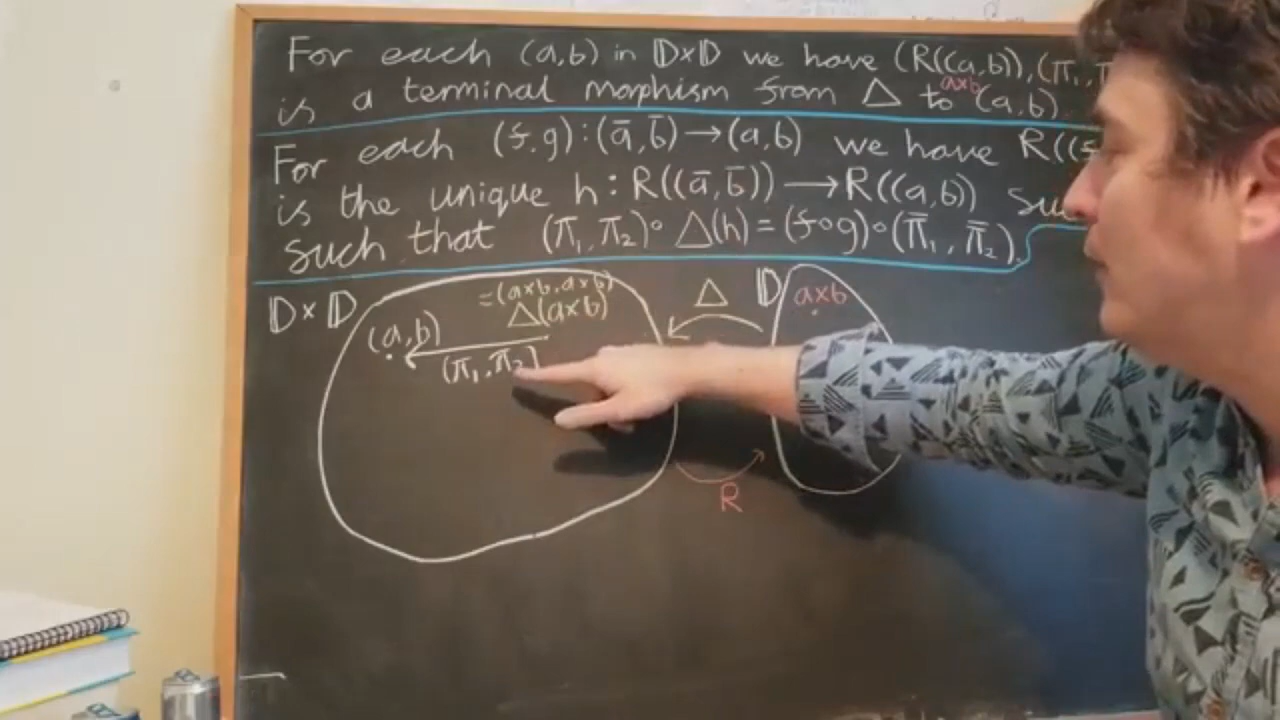 For each (a,b) in 𝔻×𝔻 we have (R((a,b)),(π₁,
a×b
is a terminal morphism from △ to (a,b).
For each (f,g):(ā,b̄)→(a,b) we have R((f
is the unique h:R((ā,b̄))→R((a,b))
such that (π₁,π₂)∘△(h)=(f∘g)∘(π̄₁,π̄₂).
𝔻×𝔻
=(a×b,a×b)
△(a×b)
(a,b)
(π₁,π₂)
△
𝔻
a×b
R